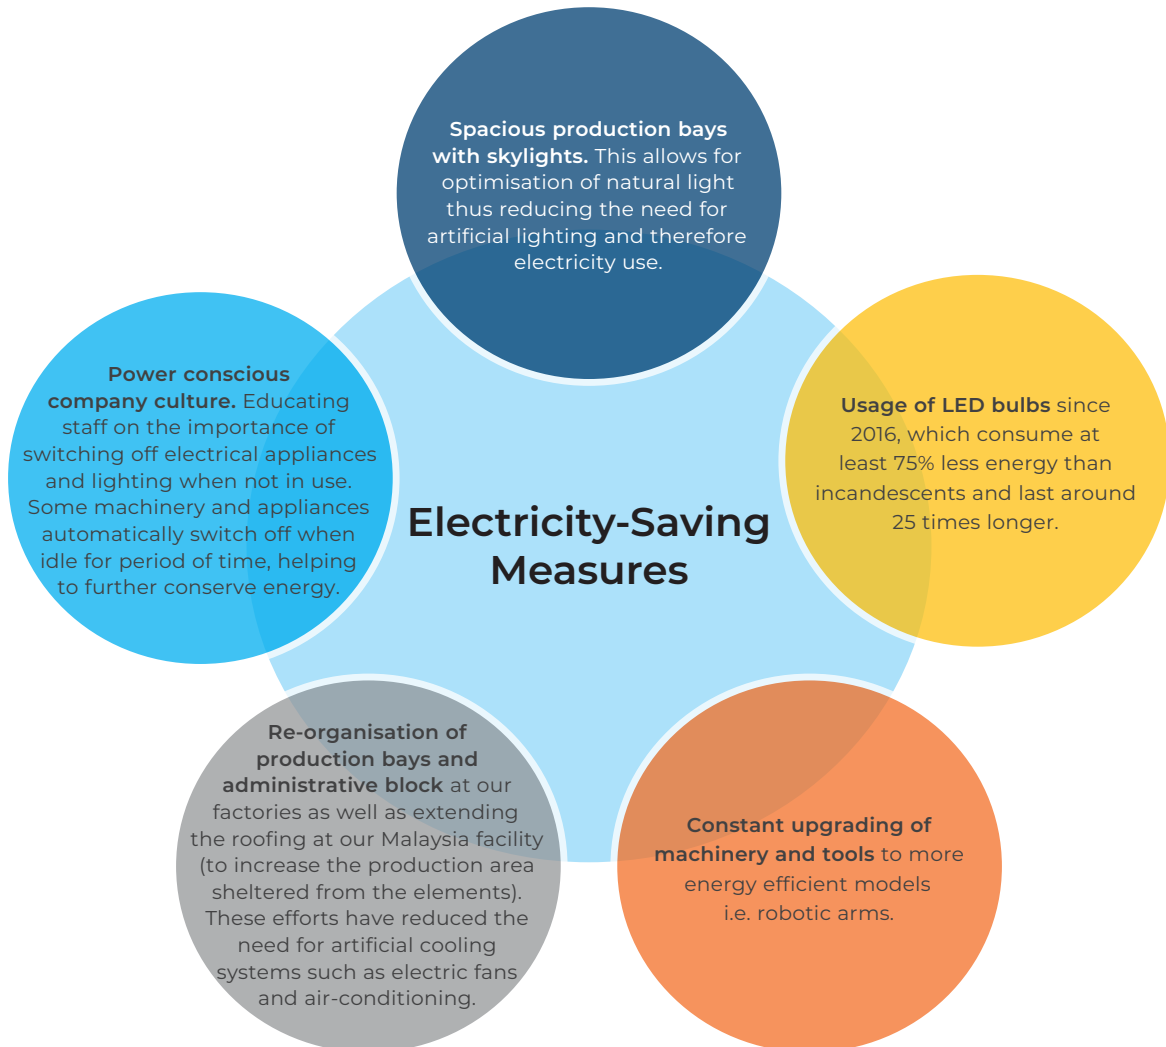 Spacious production bays
with skylights. This allows for
optimisation of natural light
thus reducing the need for
artificial lighting and therefore
electricity use.
Power conscious
company culture. Educating
staff on the importance of
switching off electrical appliances
and lighting when not in use.
Some machinery and appliances
automatically switch off when
idle for period of time, helping
to further conserve energy.
Usage of LED bulbs since
2016, which consume at
least 75% less energy than
incandescents and last around
25 times longer.
Electricity-Saving
Measures
Re-organisation of
production bays and
administrative block at our
factories as well as extending
the roofing at our Malaysia facility
(to increase the production area
sheltered from the elements).
These efforts have reduced the
need for artificial cooling
systems such as electric fans
and air-conditioning.
Constant upgrading of
machinery and tools to more
energy efficient models
i.e. robotic arms.